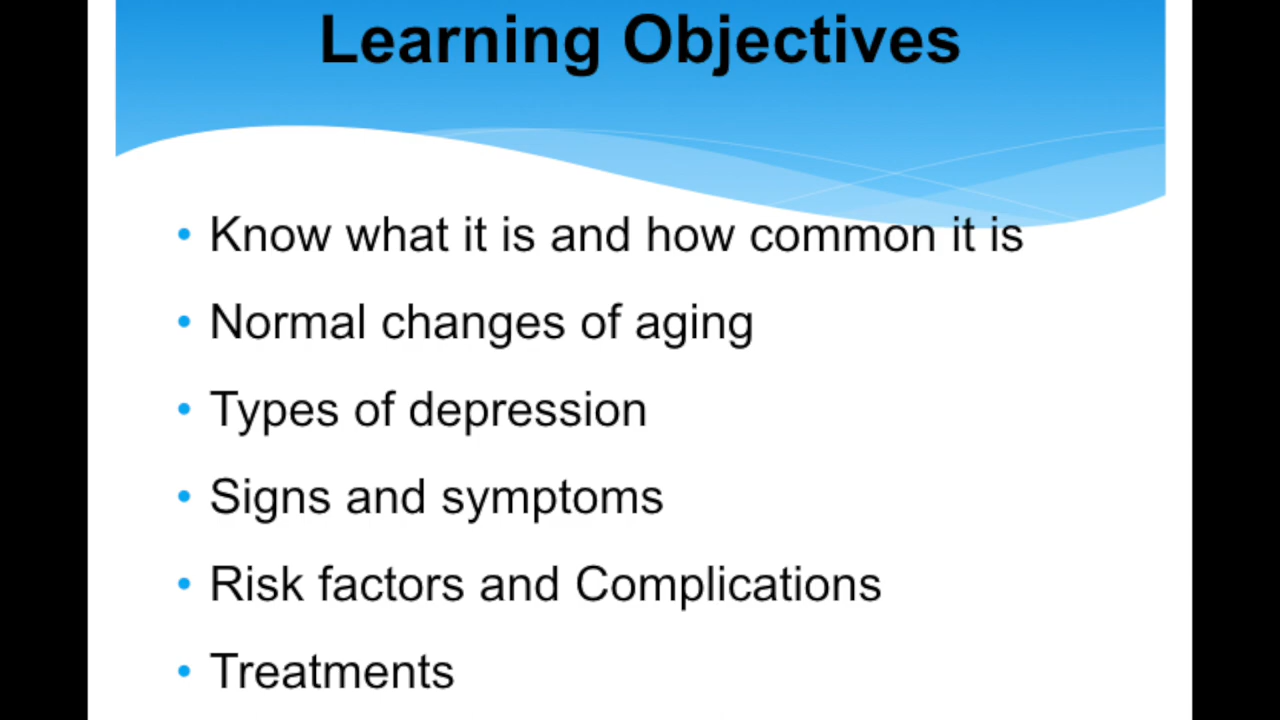 Learning Objectives
• Know what it is and how common it is
• Normal changes of aging
• Types of depression
• Signs and symptoms
• Risk factors and Complications
• Treatments